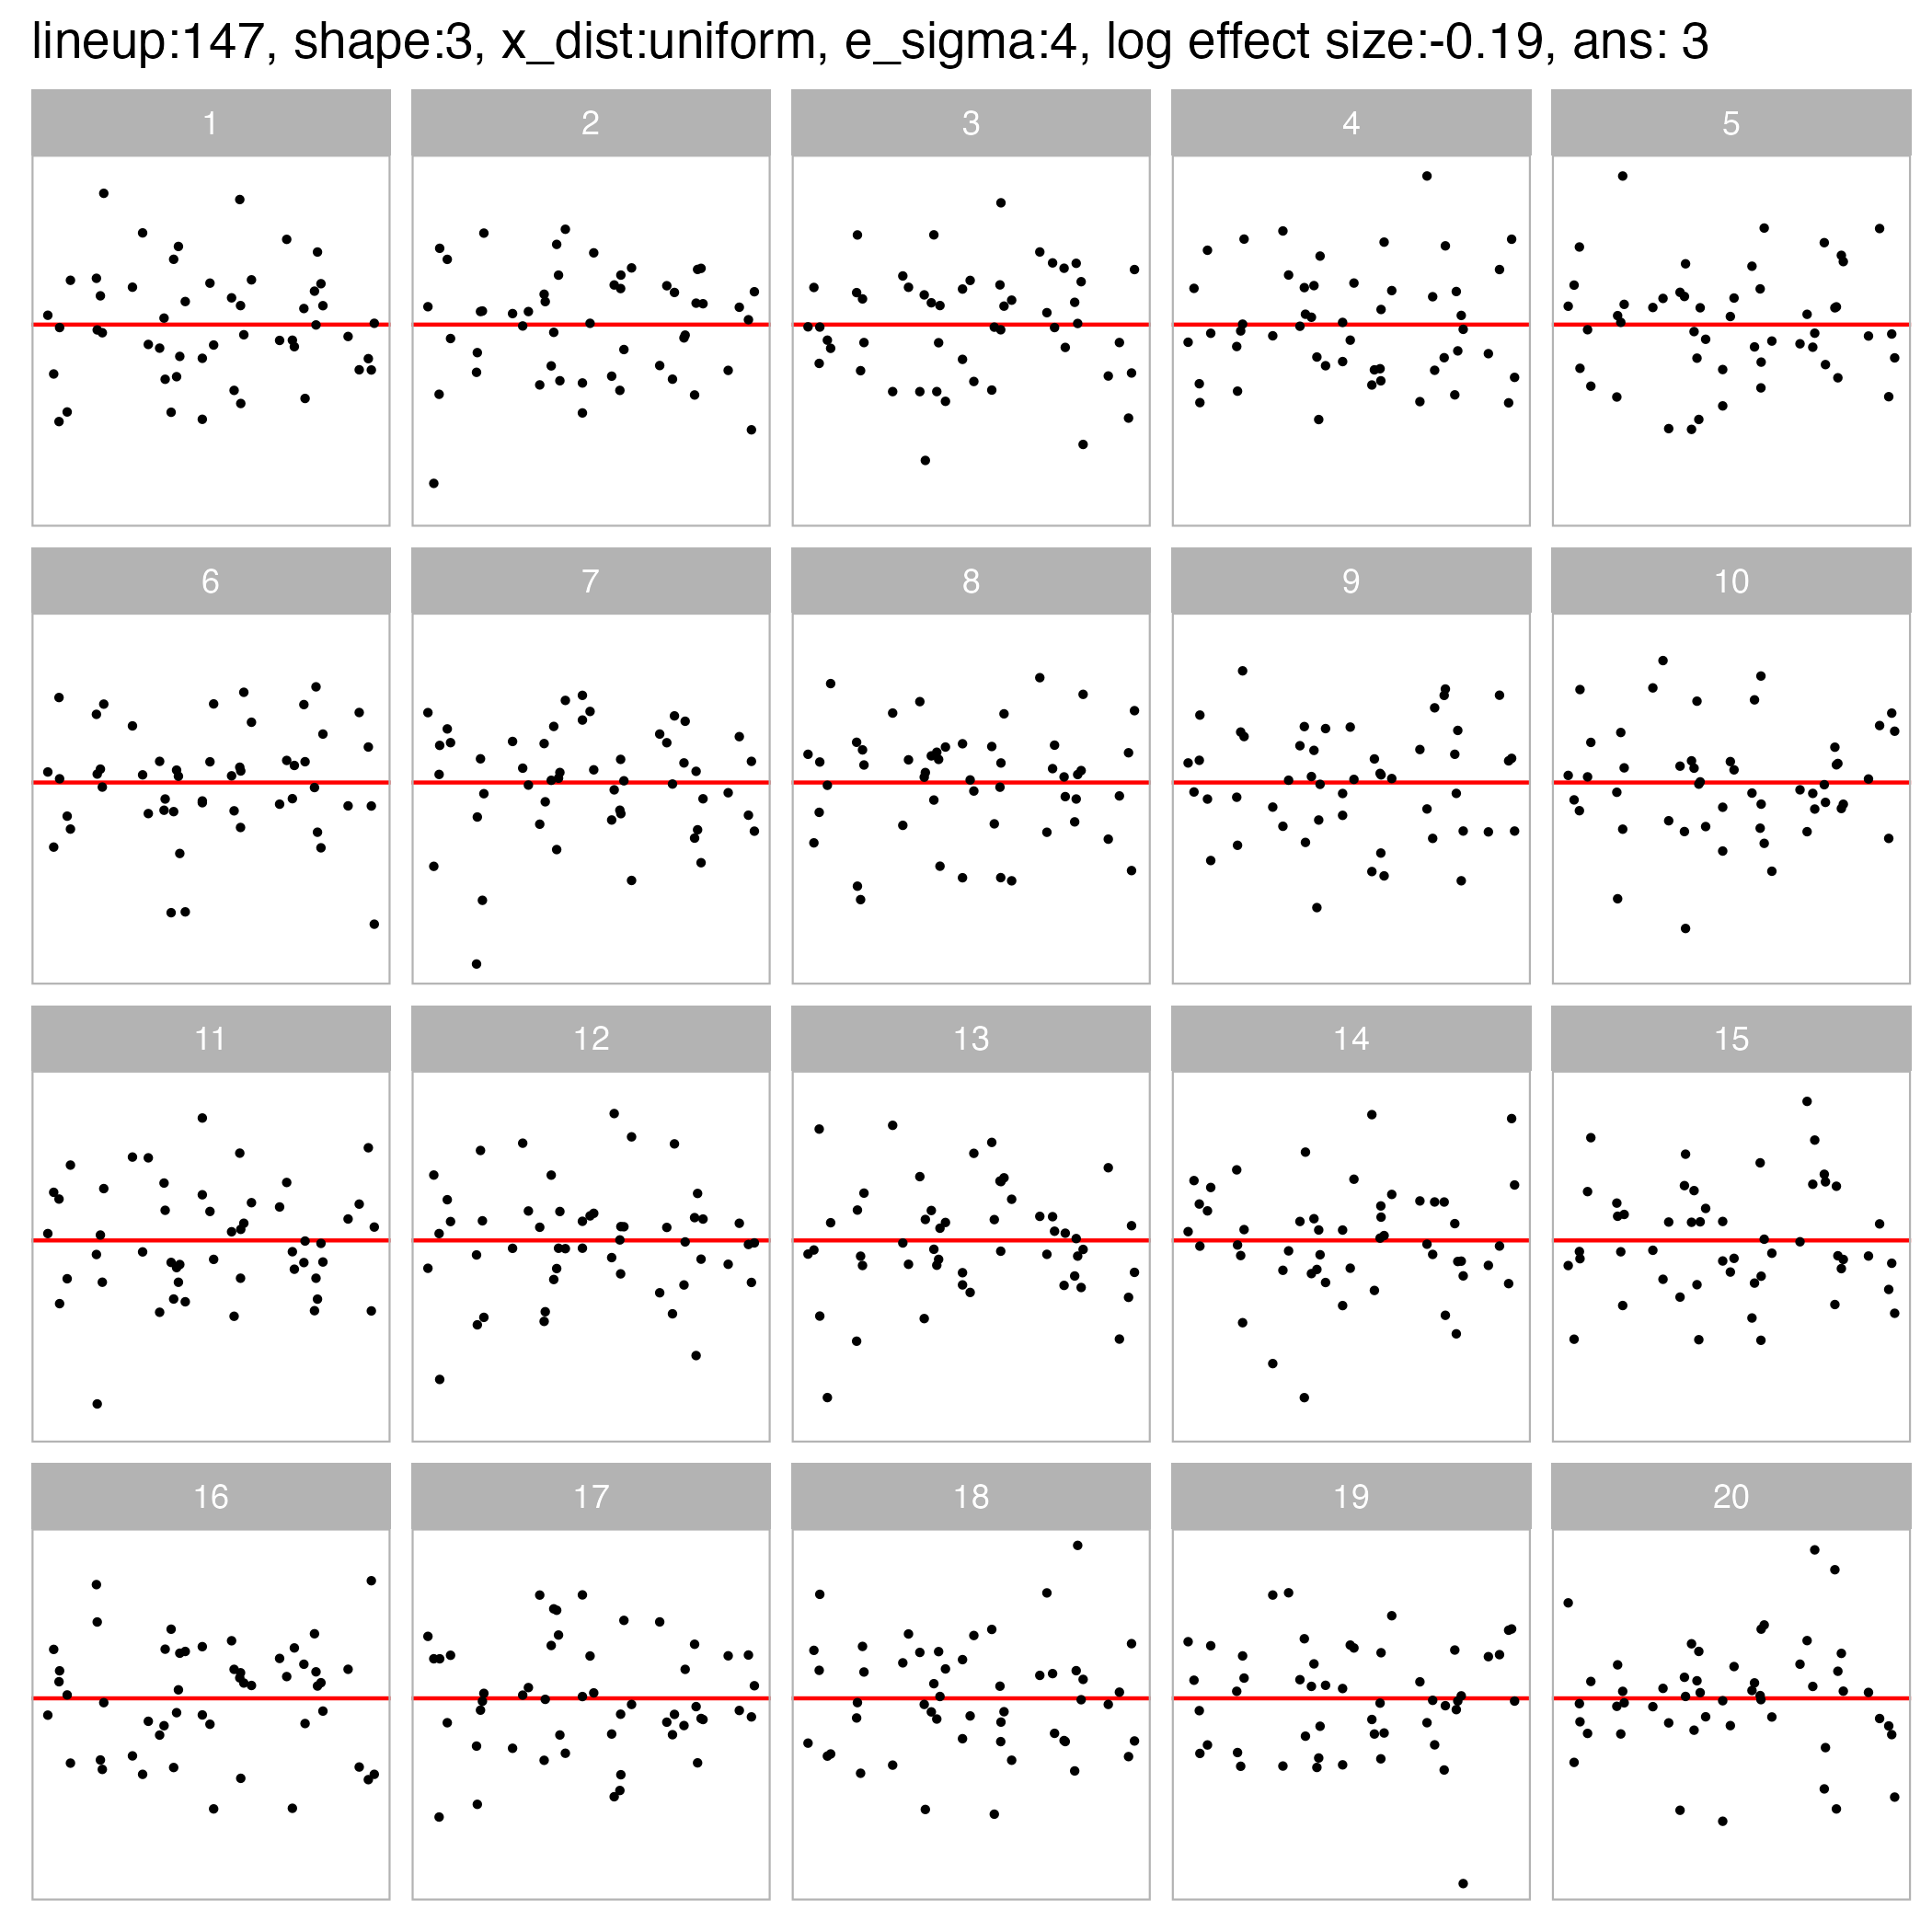 lineup:147, shape:3, x_dist:uniform, e_sigma:4, log effect size:-0.19, ans: 3
1 2 3 4 5
6 7 8 9 10
11 12 13 14 15
16 17 18 19 20